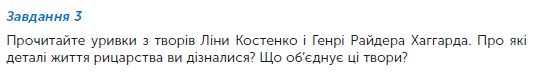 Завдання 3
Прочитайте уривки з творів Ліни Костенко і Генрі Райдера Хаггарда. Про які
деталі життя рицарства ви дізналися? Що об’єднує ці твори?